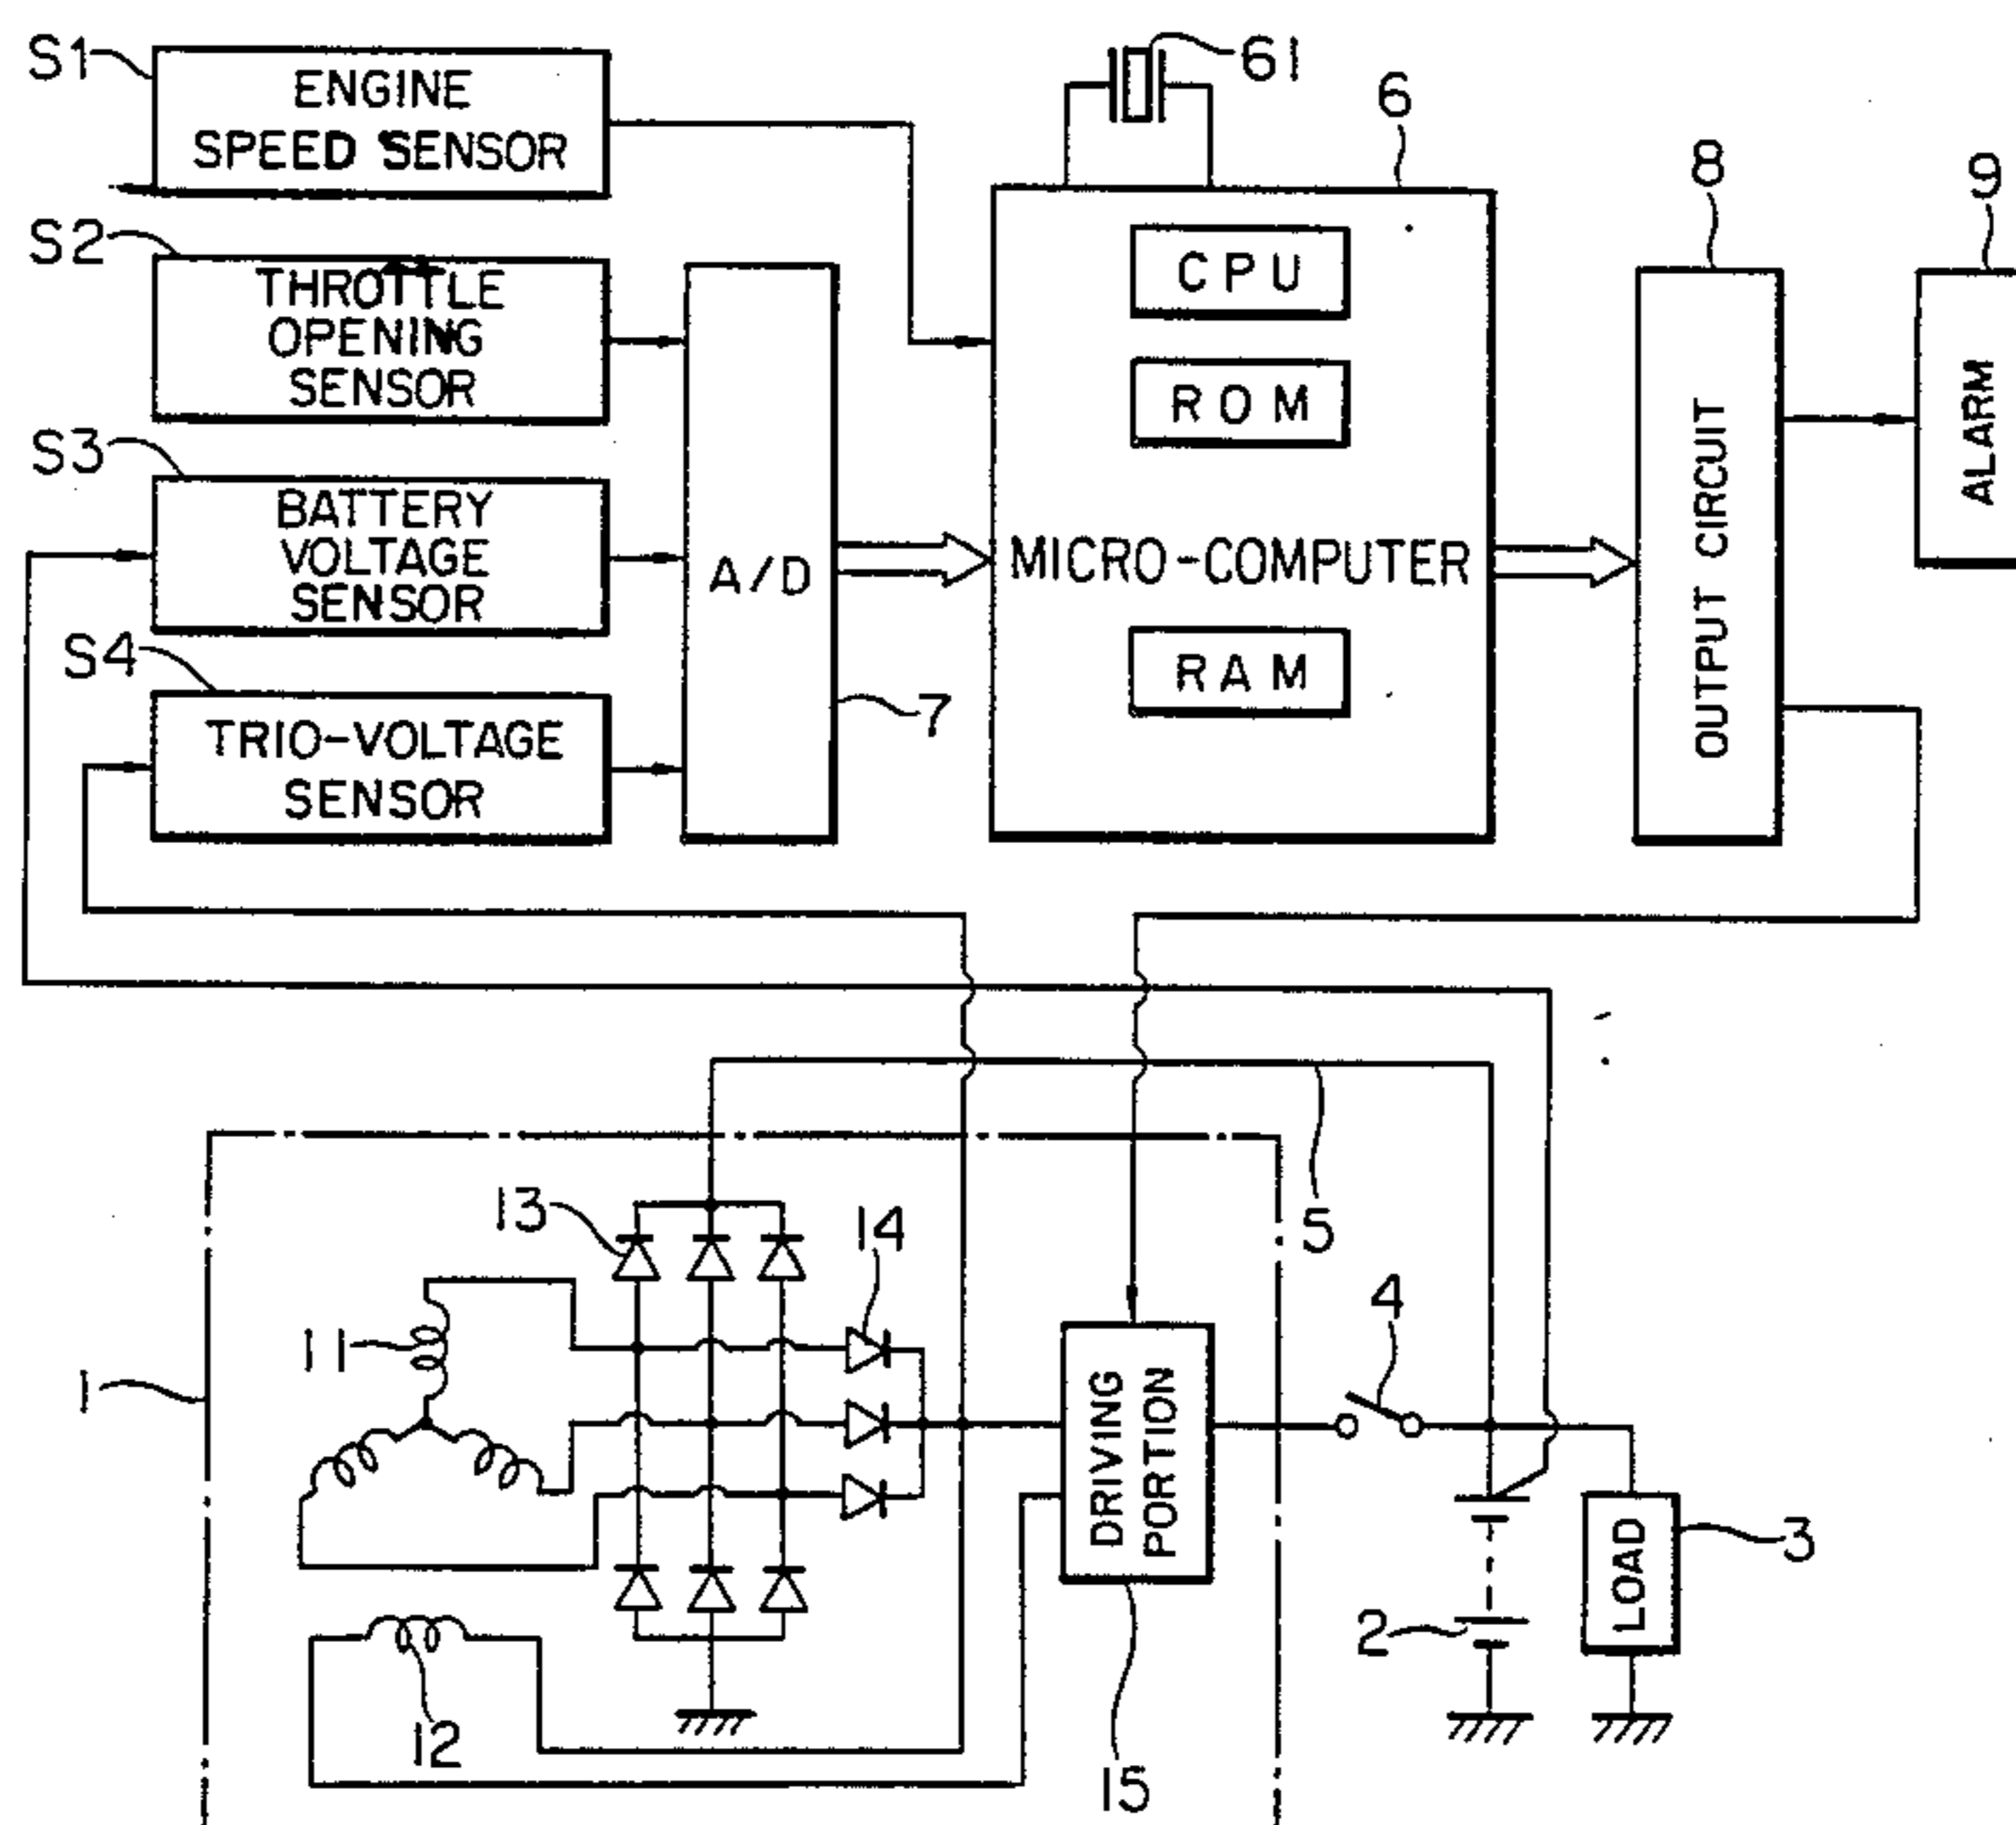 S1
ENGINE
SPEED SENSOR
S2
THROTTLE
OPENING
SENSOR
S3
BATTERY
VOLTAGE
SENSOR
S4
TRIO-VOLTAGE
SENSOR
A/D
7
61
6
CPU
ROM
MICRO-COMPUTER
RAM
8
OUTPUT CIRCUIT
9
ALARM
1
11
12
13
14
DRIVING
PORTION
15
5
4
2
LOAD
3